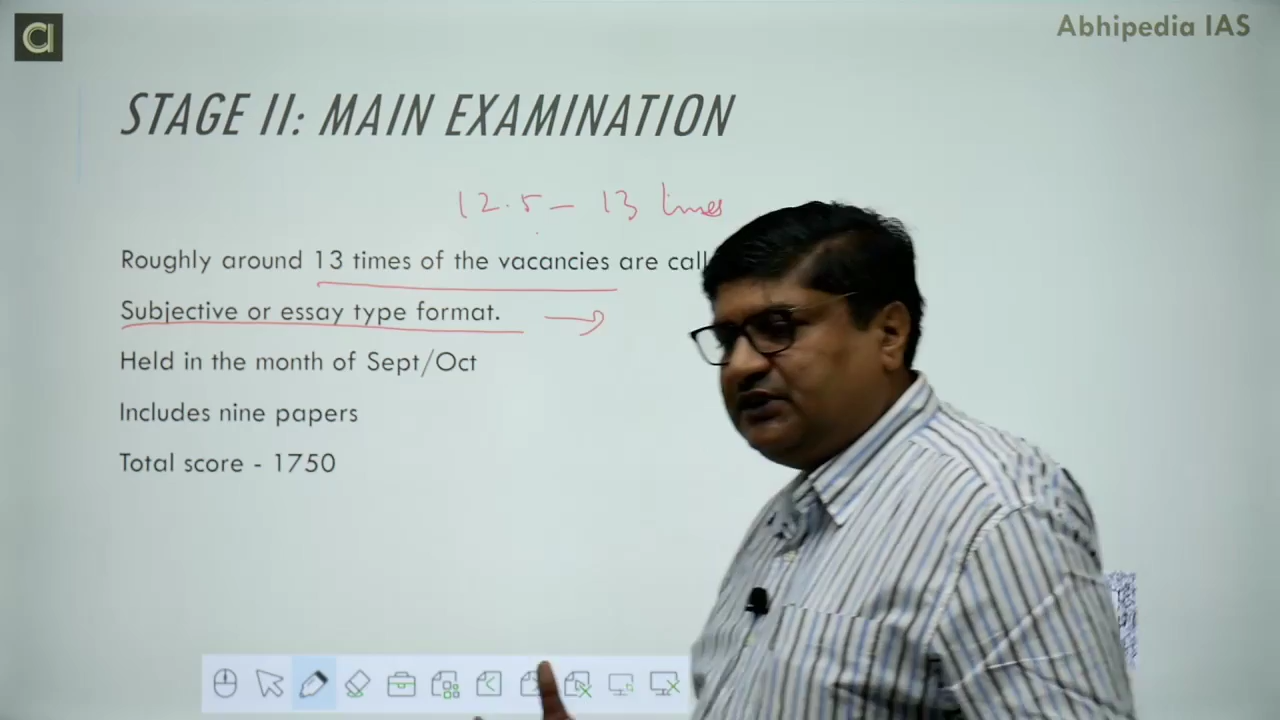 Abhipedia IAS
STAGE II: MAIN EXAMINATION
12.5 – 13 times
Roughly around 13 times of the vacancies are call
Subjective or essay type format.
Held in the month of Sept/Oct
Includes nine papers
Total score - 1750